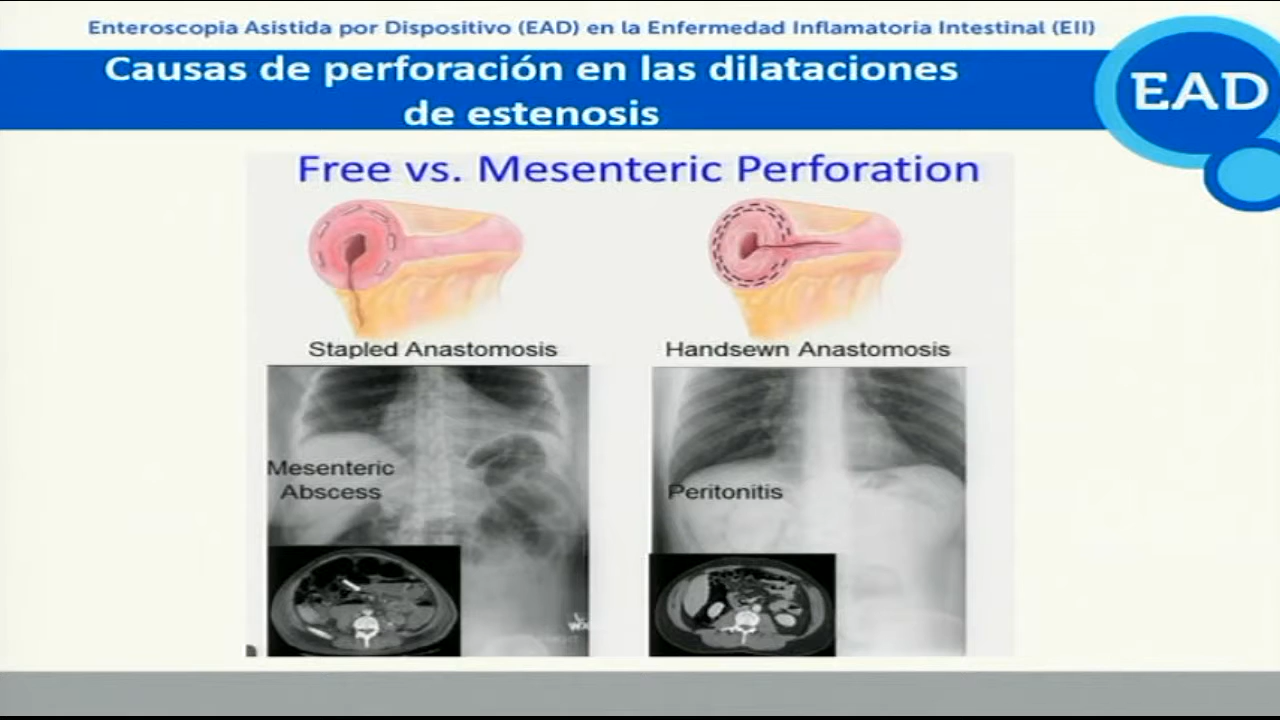 Enteroscopia Asistida por Dispositivo (EAD) en la Enfermedad Inflamatoria Intestinal (EII)
Causas de perforación en las dilataciones
de estenosis
EAD
Free vs. Mesenteric Perforation
Stapled Anastomosis
Handsewn Anastomosis
Mesenteric
Abscess
Peritonitis